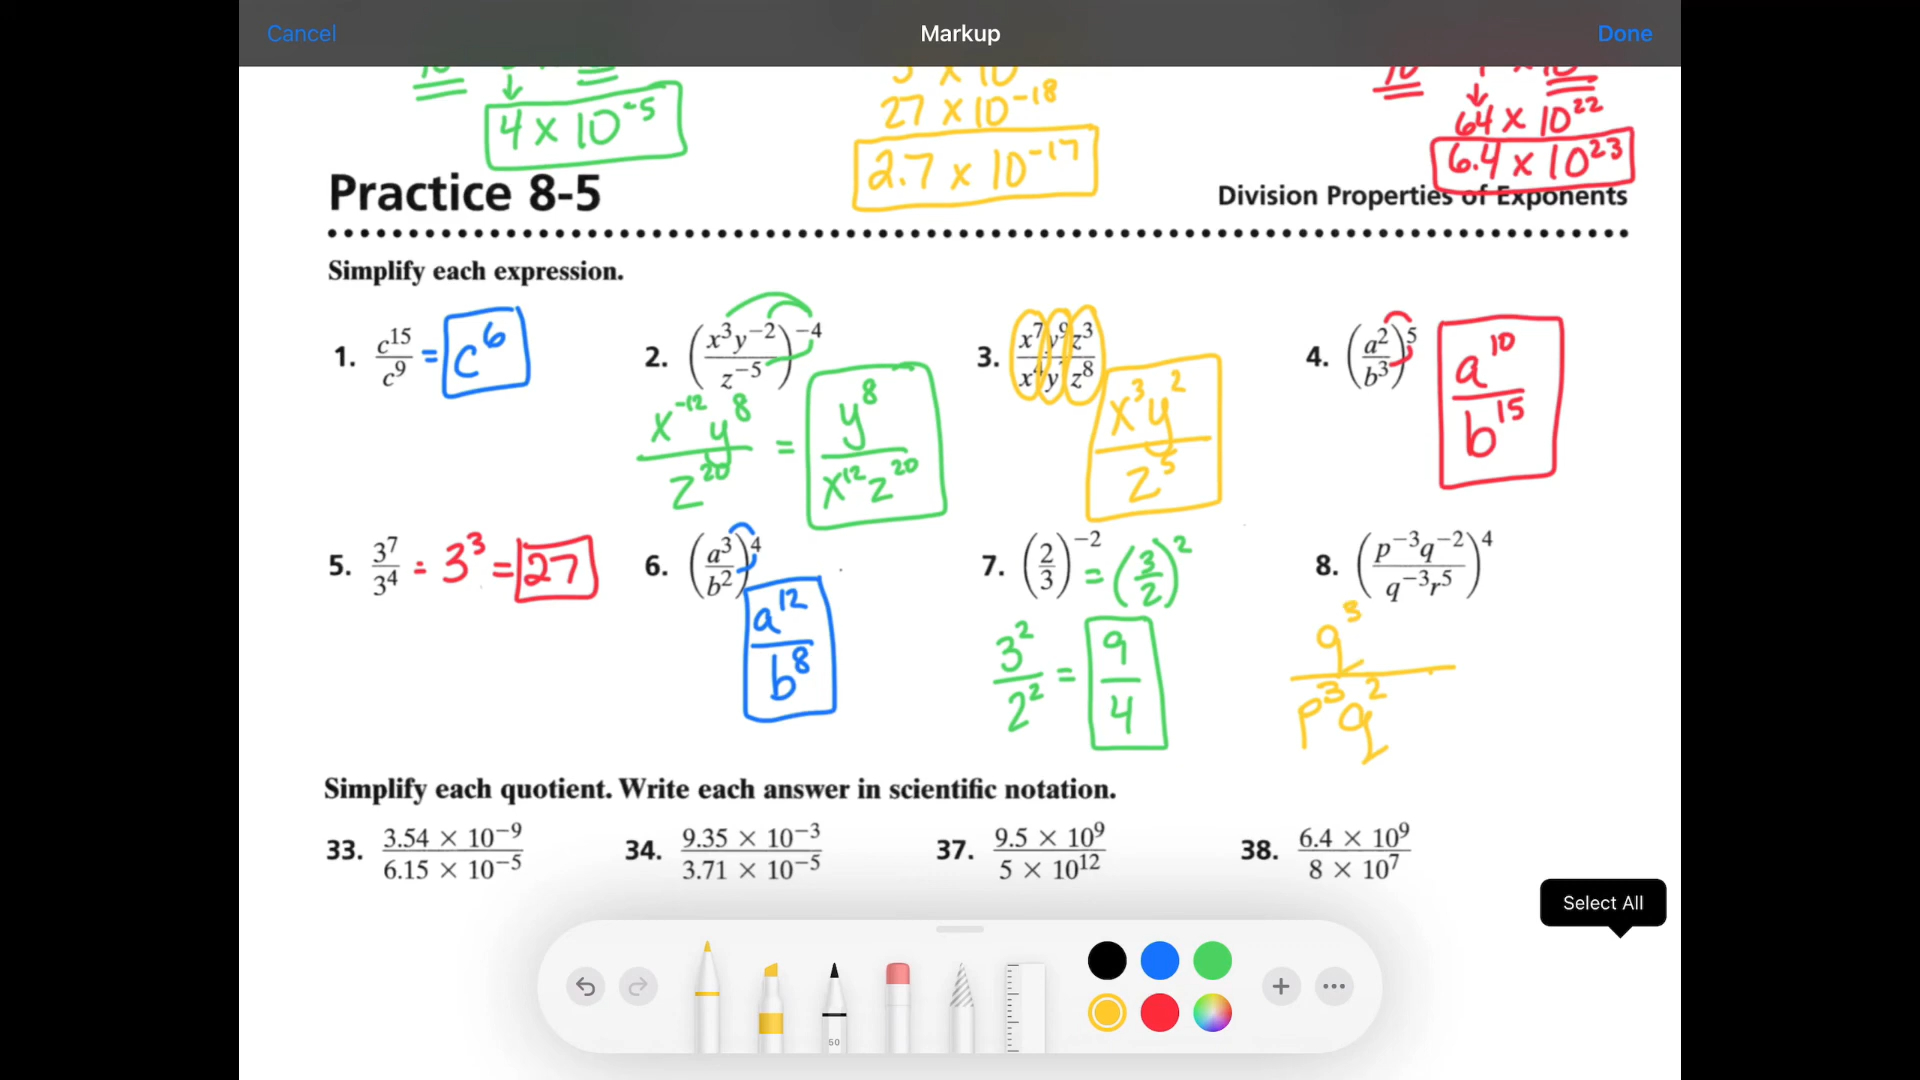 Cancel Markup Done
3 × 10
27 × 10^-18
64 × 10^22
4 × 10^-5
2.7 × 10^-17
6.4 × 10^23
Practice 8-5 Division Properties of Exponents
Simplify each expression.
1. c^15/c^9 = c^6
2. (x^3y^-2/z^-5)^-4
x^-12 y^8/z^20 = y^8/x^12 z^20
3. x^7y^9z^3/x^4y^7z^8
x^3y^2/z^5
4. (a^2/b^3)^5 a^10/b^15
5. 3^7/3^4 = 3^3 = 27
6. (a^3/b^2)^4
a^12/b^8
7. (2/3)^-2 = (3/2)^2
3^2/2^2 = 9/4
8. (p^-3q^-2/q^-3r^5)^4
q^3/p^3q^2
Simplify each quotient. Write each answer in scientific notation.
33. 3.54 × 10^-9/6.15 × 10^-5
34. 9.35 × 10^-3/3.71 × 10^-5
37. 9.5 × 10^9/5 × 10^12
38. 6.4 × 10^9/8 × 10^7
Select All
50